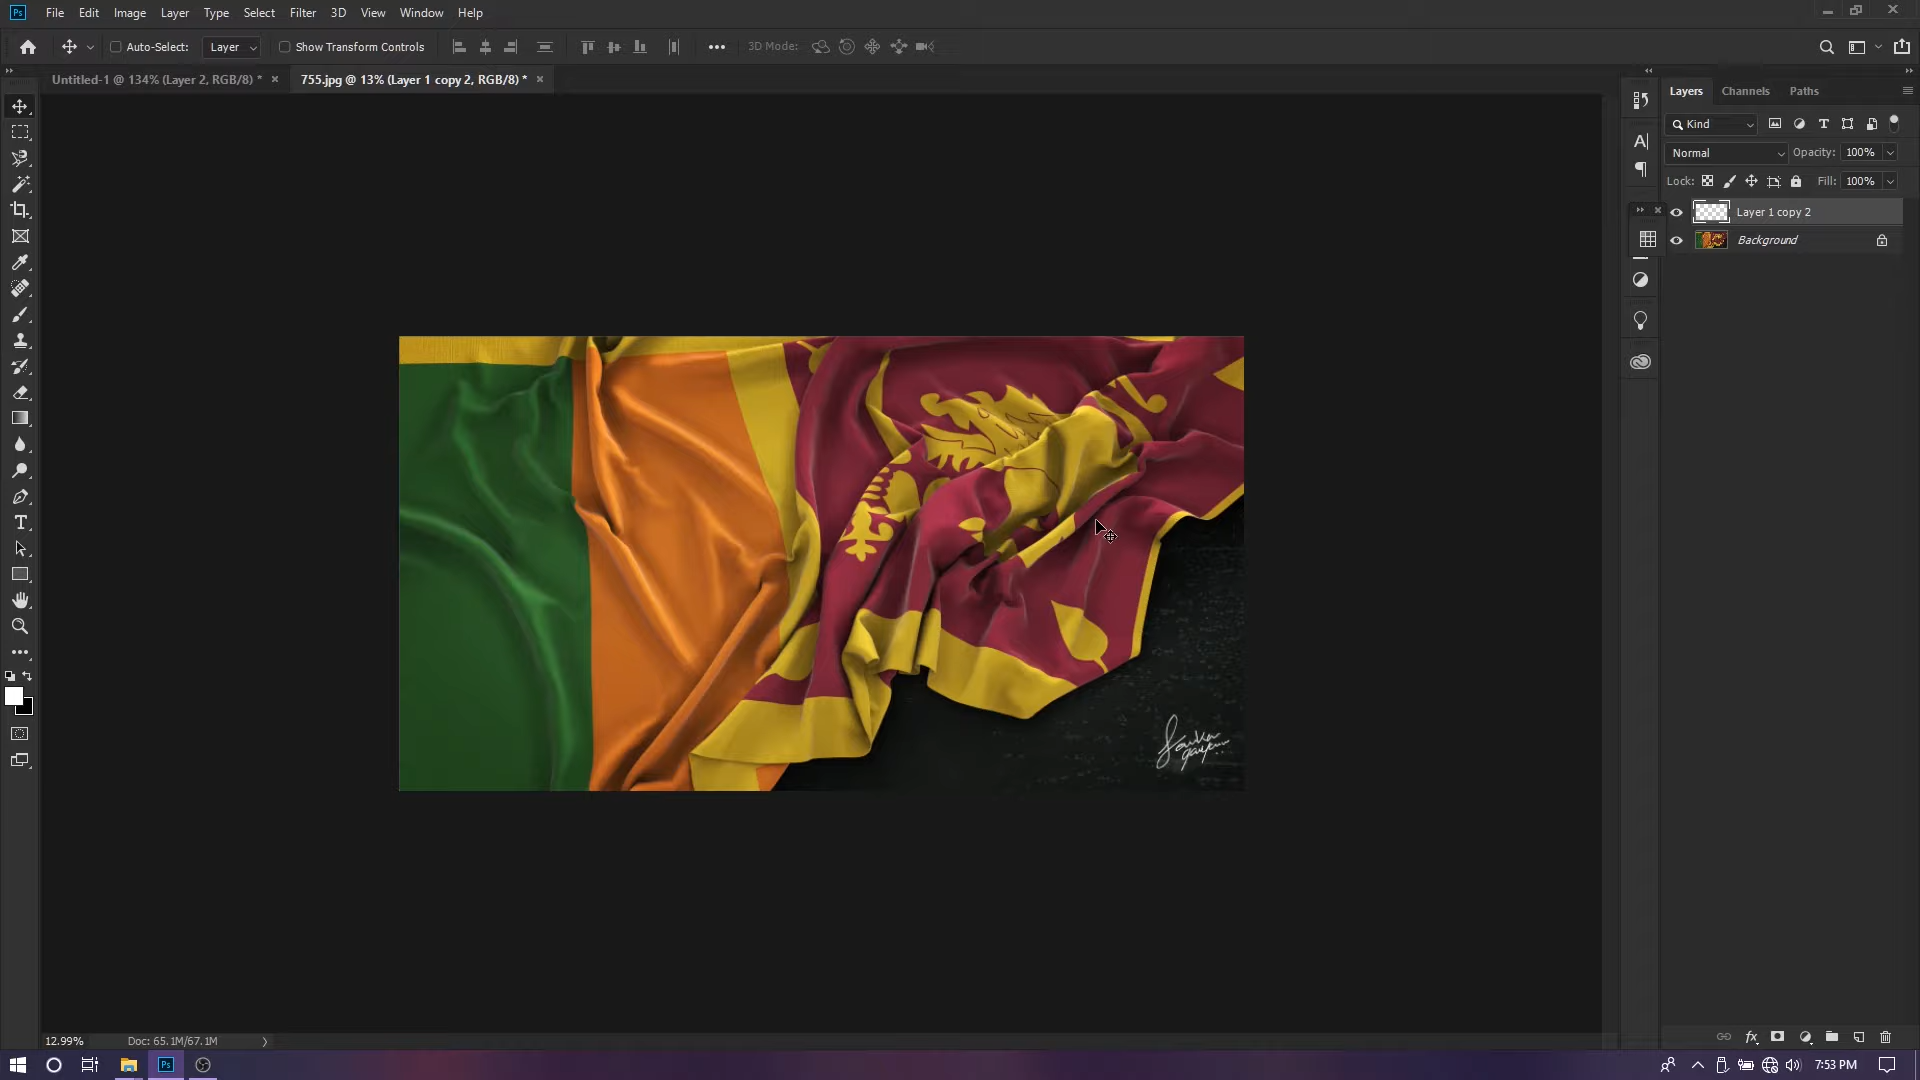 Ps File Edit Image Layer Type Select Filter 3D View Window Help
Auto-Select: Layer Show Transform Controls 3D Mode:
Untitled-1 @ 134% (Layer 2, RGB/8) * × 755.jpg @ 13% (Layer 1 copy 2, RGB/8) * ×
Layers Channels Paths
Kind
Normal Opacity: 100%
Lock: Fill: 100%
Layer 1 copy 2
Background
12.99% Doc: 65.1M/67.1M
7:53 PM